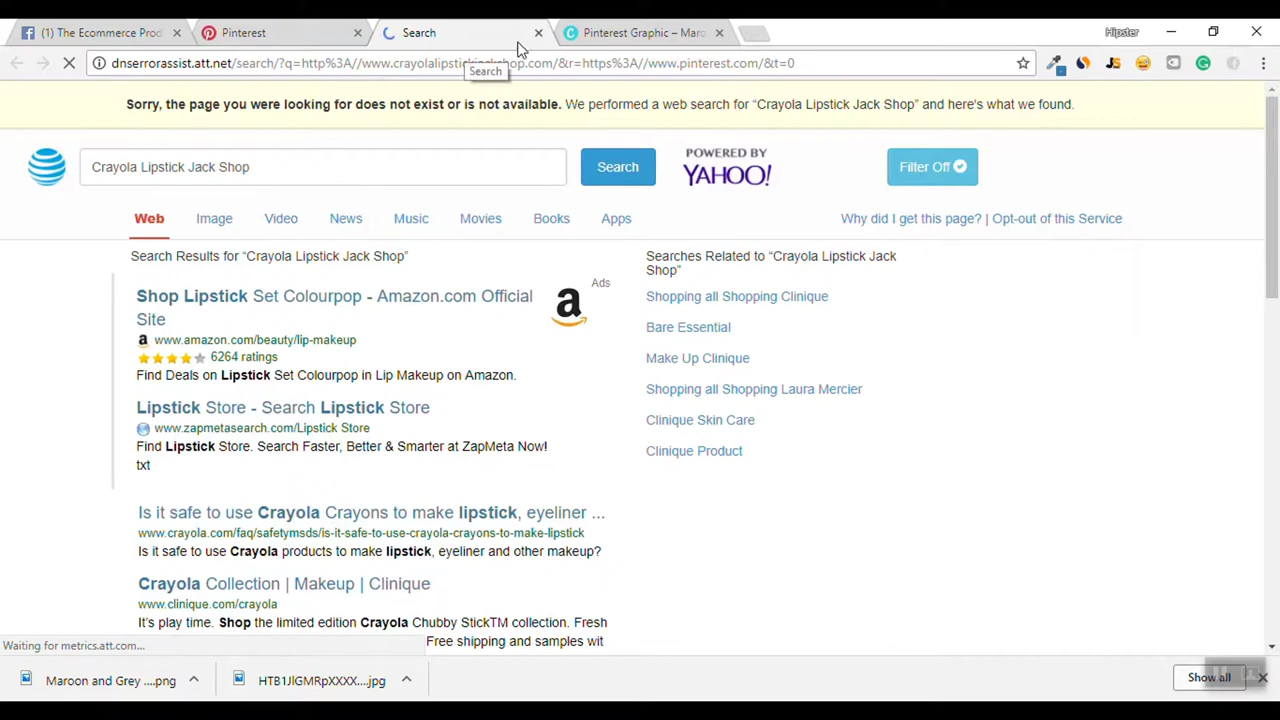 (1) The Ecommerce Prod
Pinterest
Search
Pinterest Graphic – Maro
Hipster
dnserrorassist.att.net/search/?q=http%3A//www.crayolalipstickjackshop.com/&r=https%3A//www.pinterest.com/&t=0
Search
Sorry, the page you were looking for does not exist or is not available. We performed a web search for “Crayola Lipstick Jack Shop” and here's what we found.
Crayola Lipstick Jack Shop
Search
POWERED BY
YAHOO!
Filter Off
Web Image Video News Music Movies Books Apps
Why did I get this page? | Opt-out of this Service
Search Results for “Crayola Lipstick Jack Shop”
Ads
Shop Lipstick Set Colourpop - Amazon.com Official
Site
www.amazon.com/beauty/lip-makeup
6264 ratings
Find Deals on Lipstick Set Colourpop in Lip Makeup on Amazon.
Lipstick Store - Search Lipstick Store
www.zapmetasearch.com/Lipstick Store
Find Lipstick Store. Search Faster, Better & Smarter at ZapMeta Now!
txt
Is it safe to use Crayola Crayons to make lipstick, eyeliner ...
www.crayola.com/faq/safetymsds/is-it-safe-to-use-crayola-crayons-to-make-lipstick
Is it safe to use Crayola products to make lipstick, eyeliner and other makeup?
Crayola Collection | Makeup | Clinique
www.clinique.com/crayola
It’s play time. Shop the limited edition Crayola Chubby StickTM collection. Fresh
Free shipping and samples wit
Searches Related to “Crayola Lipstick Jack
Shop”
Shopping all Shopping Clinique
Bare Essential
Make Up Clinique
Shopping all Shopping Laura Mercier
Clinique Skin Care
Clinique Product
Waiting for metrics.att.com...
Maroon and Grey ....png
HTB1JlGMRpXXXX....jpg
Show all